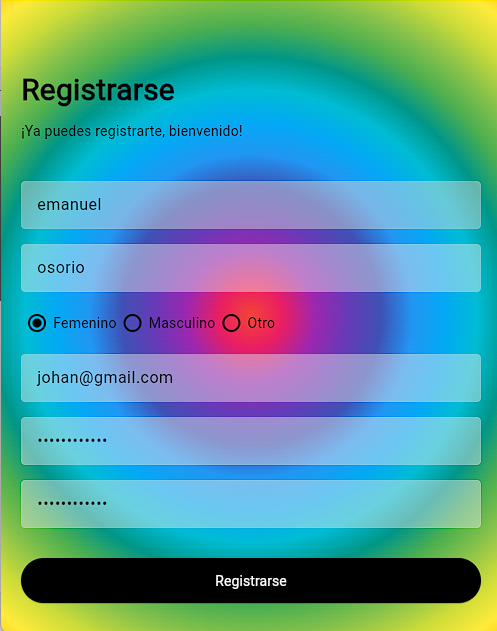 Registrarse
¡Ya puedes registrarte, bienvenido!
emanuel
osorio
Femenino Masculino Otro
johan@gmail.com
••••••••••••
••••••••••••
Registrarse